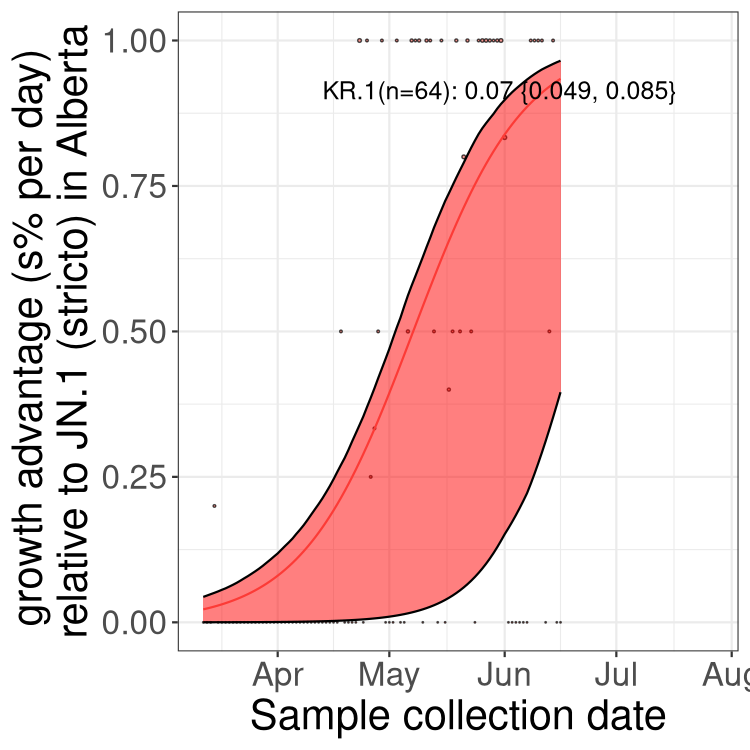 growth advantage (s% per day)
relative to JN.1 (stricto) in Alberta
1.00
0.75
0.50
0.25
0.00
KR.1(n=64): 0.07 {0.049, 0.085}
Apr May Jun Jul Aug
Sample collection date